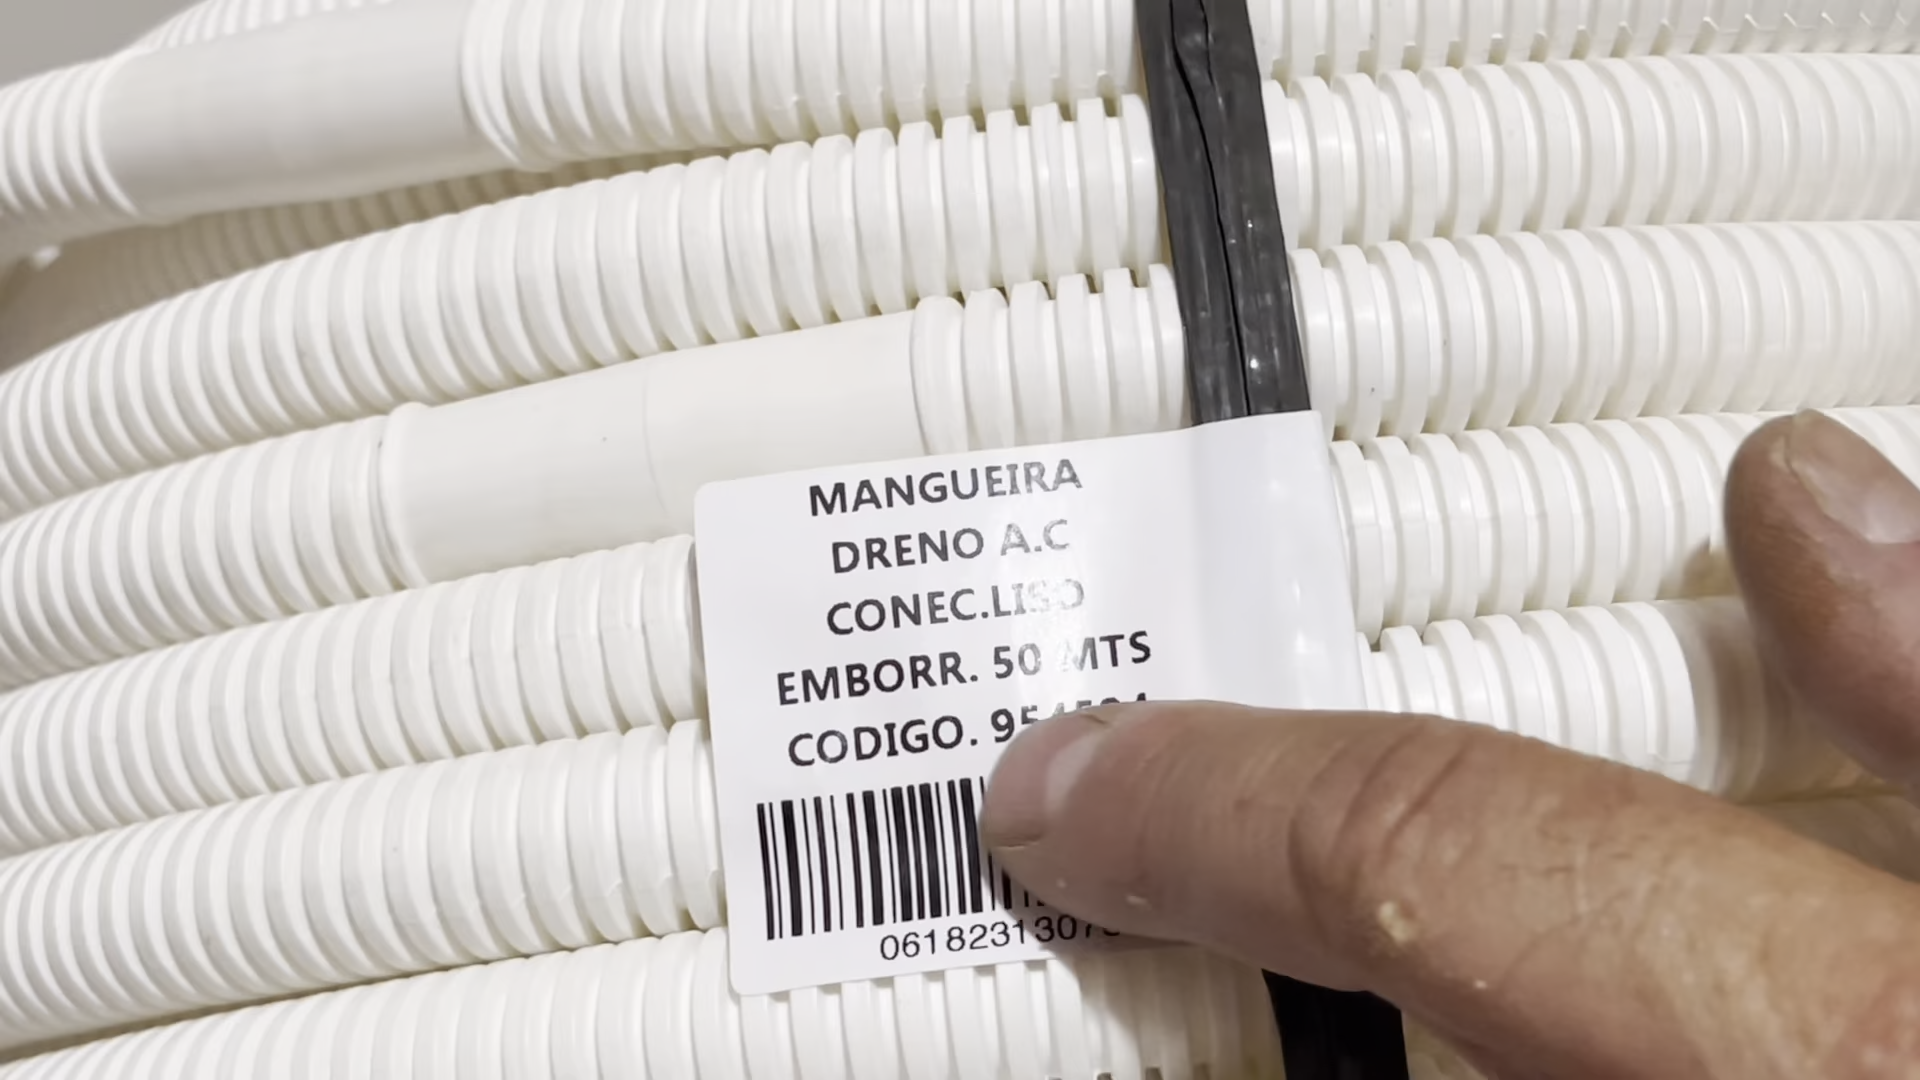 MANGUEIRA
DRENO A.C
CONEC.LISO
EMBORR. 50 MTS
CODIGO.